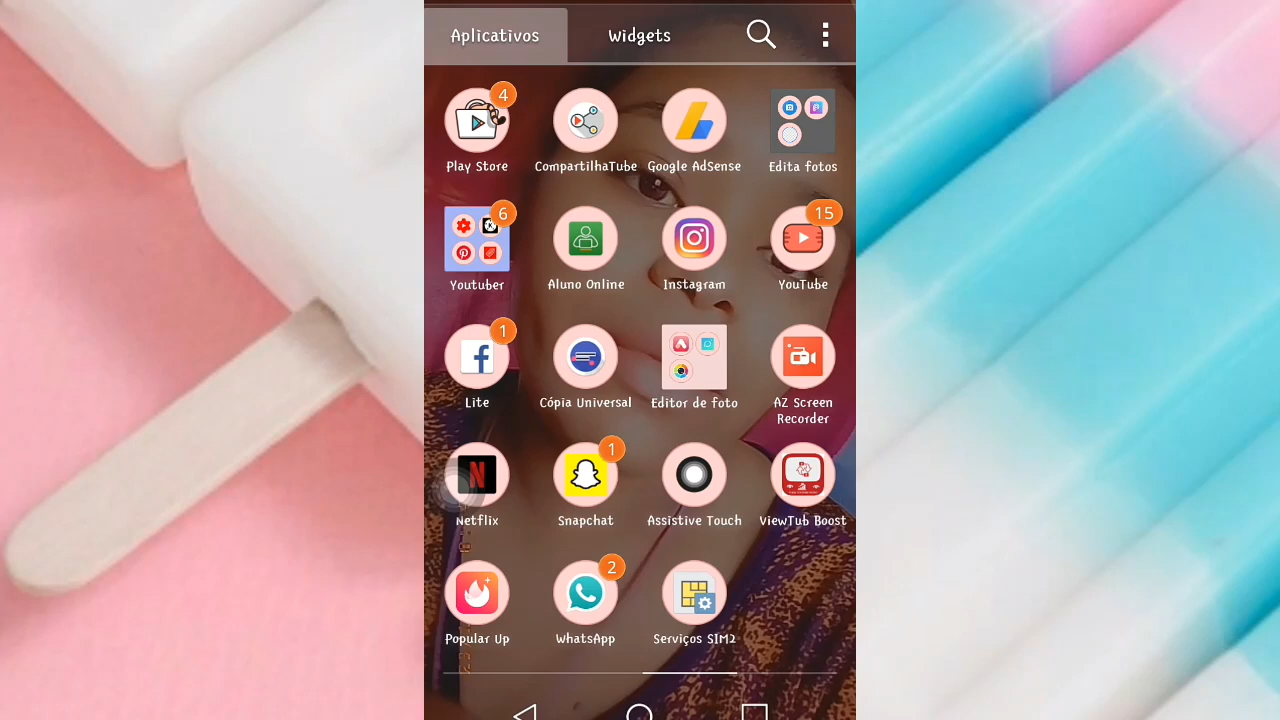 Aplicativos Widgets
4
Play Store CompartilhaTube Google AdSense Edita fotos
6 15
Youtuber Aluno Online Instagram YouTube
1
Lite Cópia Universal Editor de foto AZ Screen
Recorder
N 1
Netflix Snapchat Assistive Touch ViewTub Boost
2
Popular Up WhatsApp Serviços SIM2